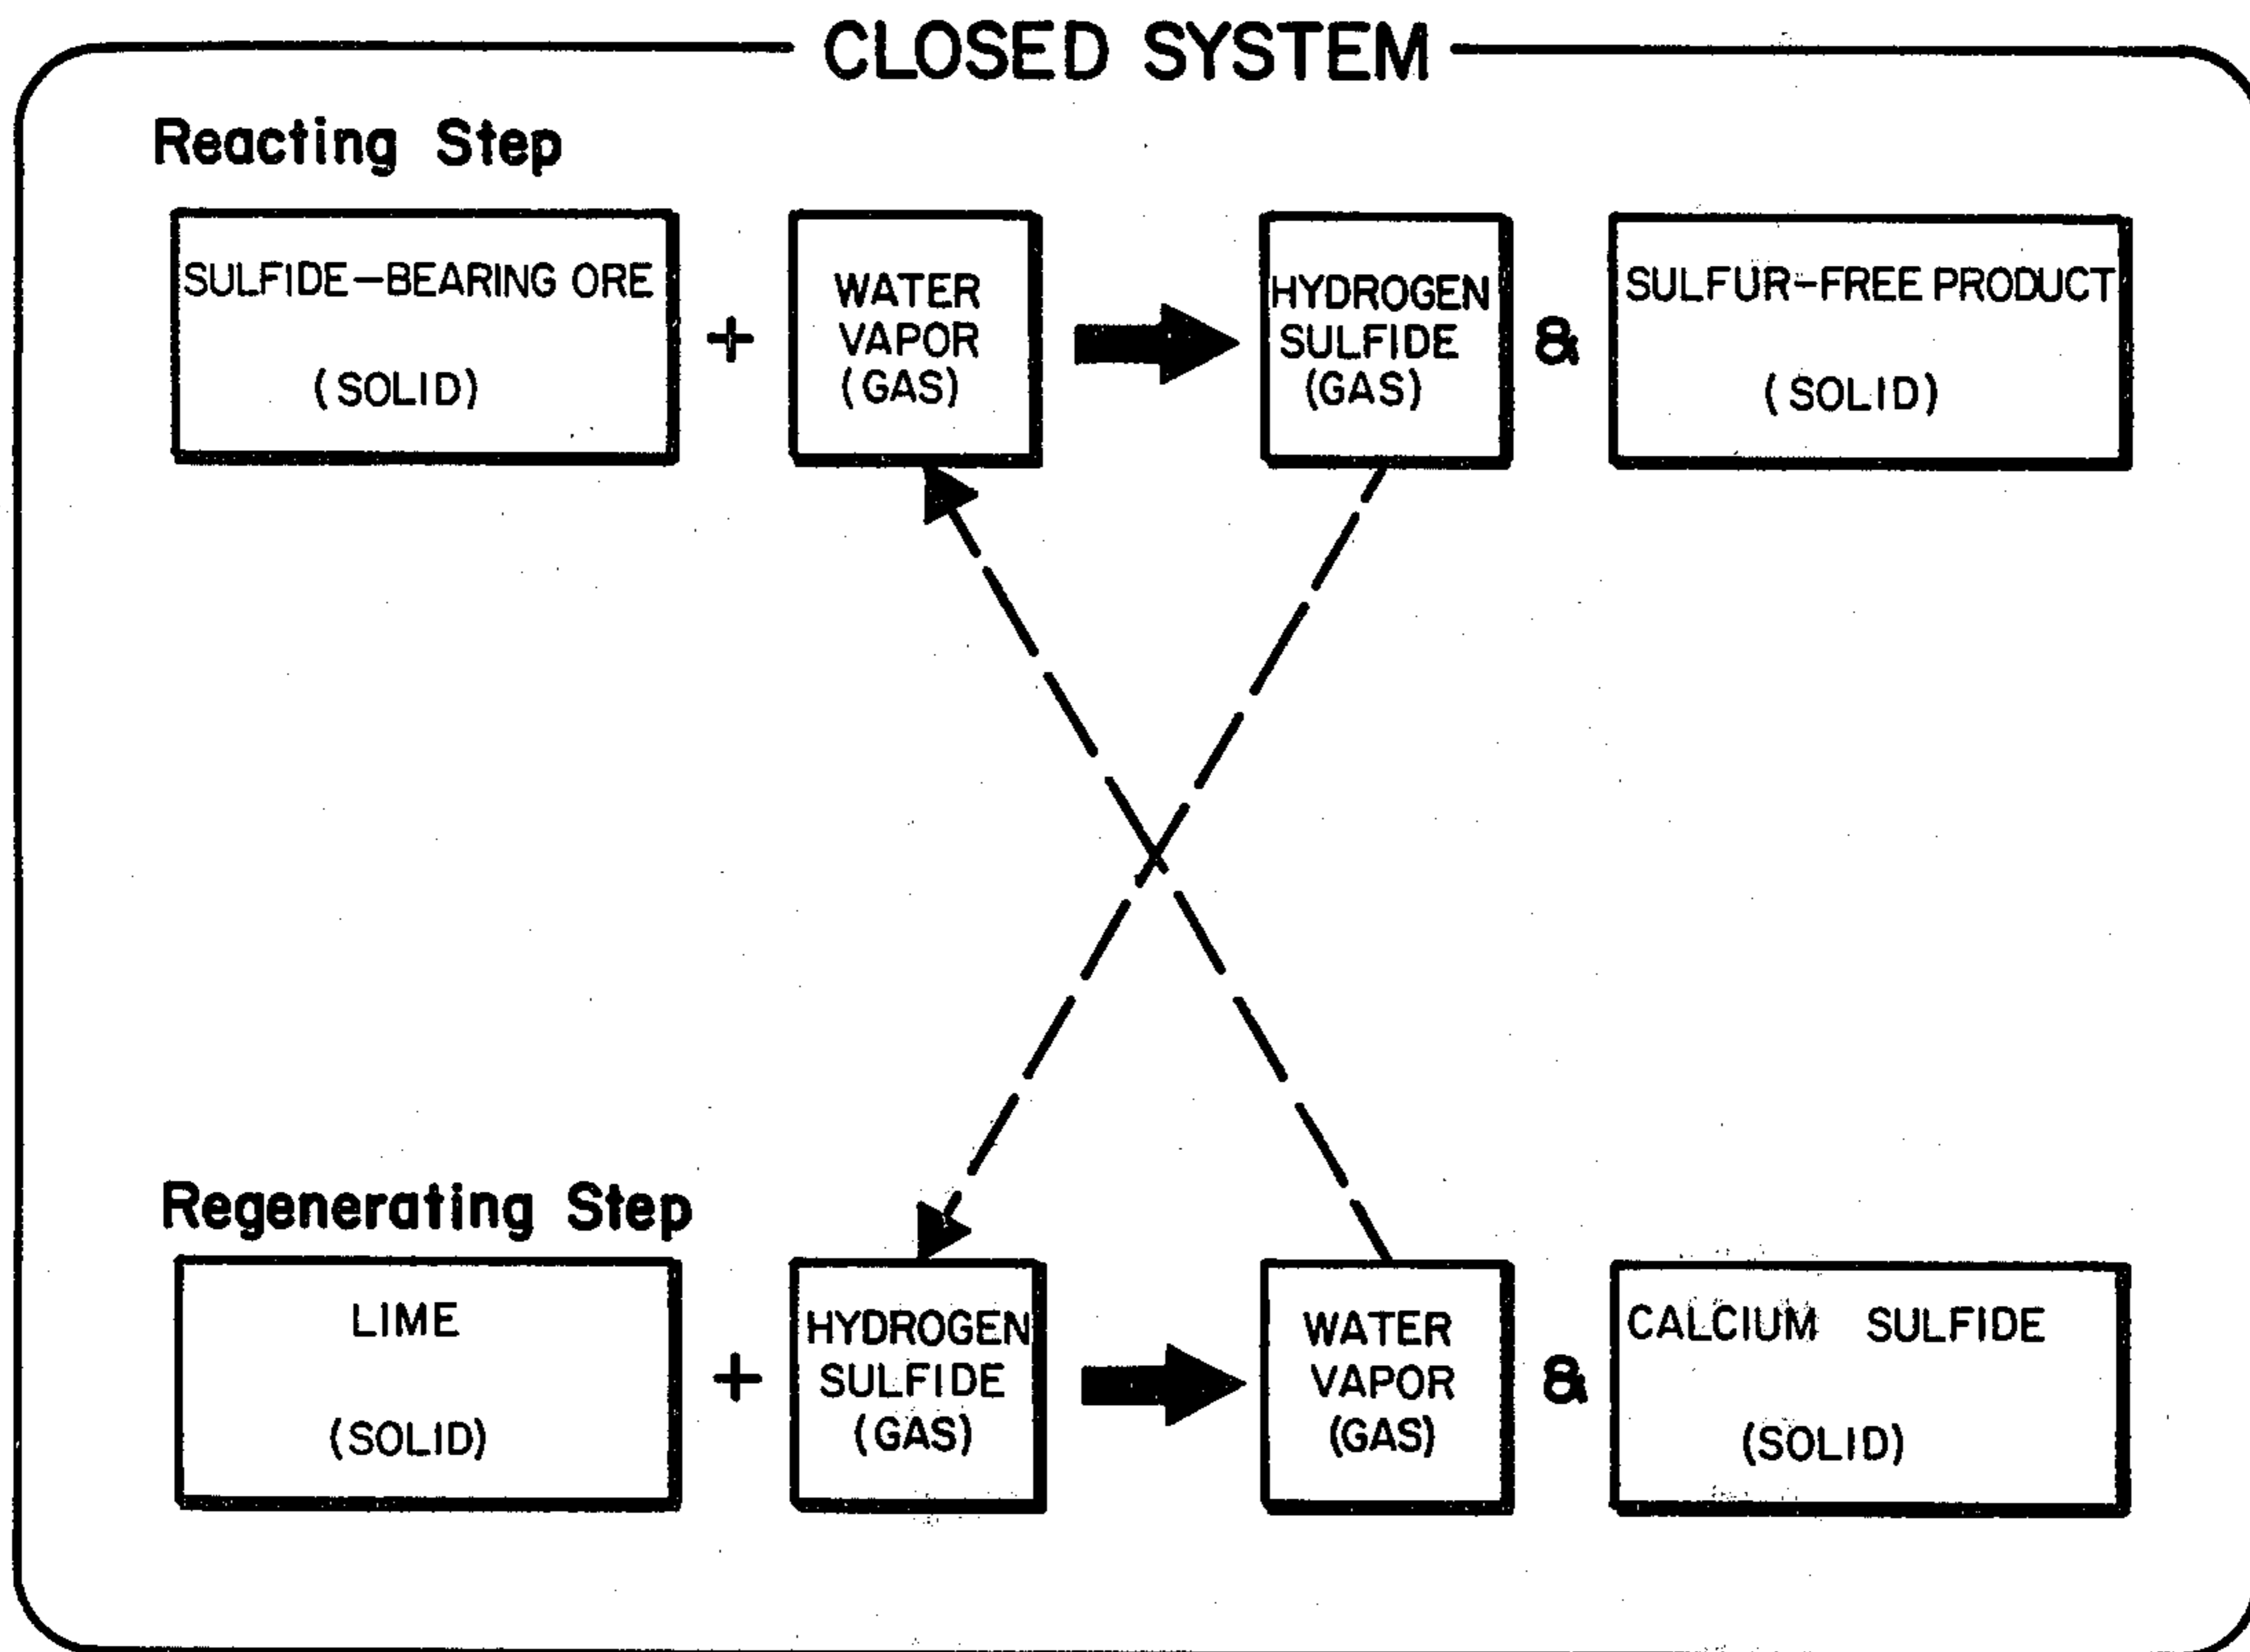 CLOSED SYSTEM
Reacting Step
SULFIDE-BEARING ORE
(SOLID)
+
WATER
VAPOR
(GAS)
HYDROGEN
SULFIDE
(GAS)
&
SULFUR-FREE PRODUCT
(SOLID)
Regenerating Step
LIME
(SOLID)
+
HYDROGEN
SULFIDE
(GAS)
WATER
VAPOR
(GAS)
&
CALCIUM SULFIDE
(SOLID)